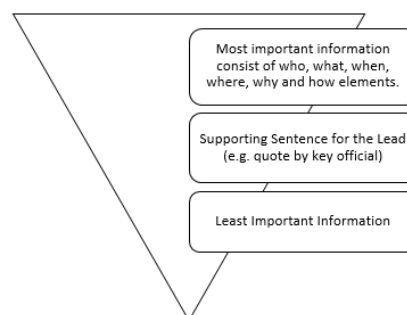 Most important information
consist of who, what, when,
where, why and how elements.
Supporting Sentence for the Lead
(e.g. quote by key official)
Least Important Information